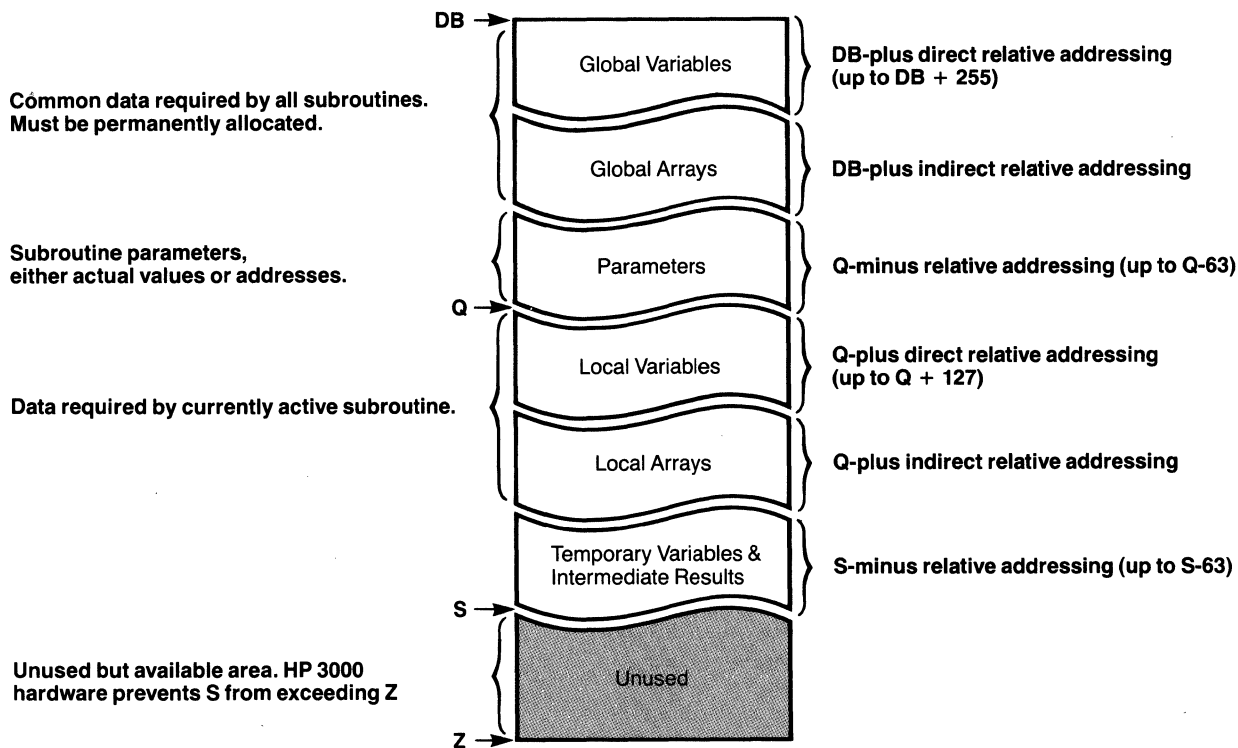 DB
Global Variables
DB-plus direct relative addressing
(up to DB + 255)
Common data required by all subroutines.
Must be permanently allocated.
Global Arrays
DB-plus indirect relative addressing
Subroutine parameters,
either actual values or addresses.
Parameters
Q-minus relative addressing (up to Q-63)
Q
Local Variables
Q-plus direct relative addressing
(up to Q + 127)
Data required by currently active subroutine.
Local Arrays
Q-plus indirect relative addressing
Temporary Variables &
Intermediate Results
S-minus relative addressing (up to S-63)
S
Unused but available area. HP 3000
hardware prevents S from exceeding Z
Unused
Z